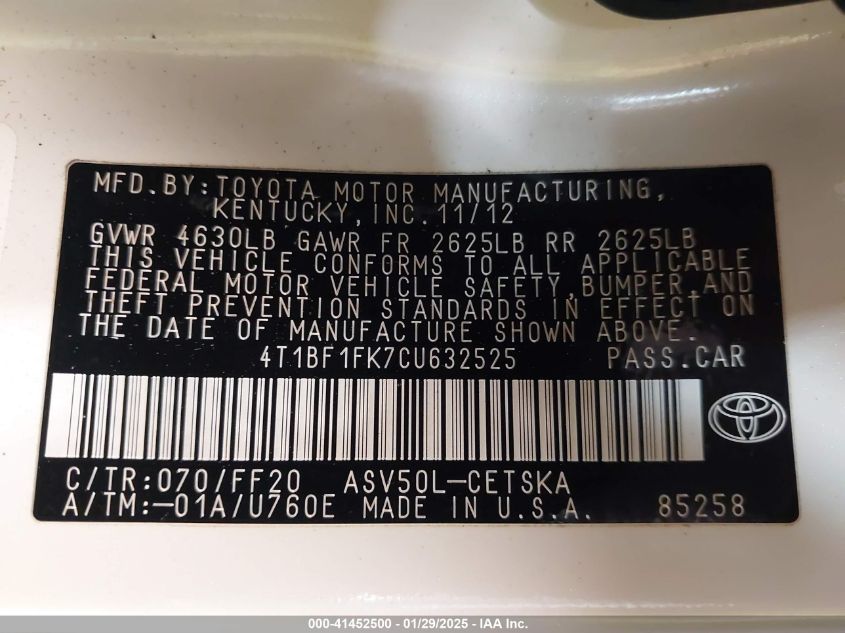 MFD.BY:TOYOTA MOTOR MANUFACTURING,
KENTUCKY,INC.11/12
GVWR 4630LB GAWR FR 2625LB RR 2625LB
THIS VEHICLE CONFORMS TO ALL APPLICABLE
FEDERAL MOTOR VEHICLE SAFETY,BUMPER,AND
THEFT PREVENTION STANDARDS IN EFFECT ON
THE DATE OF MANUFACTURE SHOWN ABOVE.
4T1BF1FK7CU632525 PASS.CAR
C/TR:070/FF20 ASV50L-CETSKA
A/TM:-01A/U760E MADE IN U.S.A. 85258
000-41452500 - 01/29/2025 - IAA Inc.